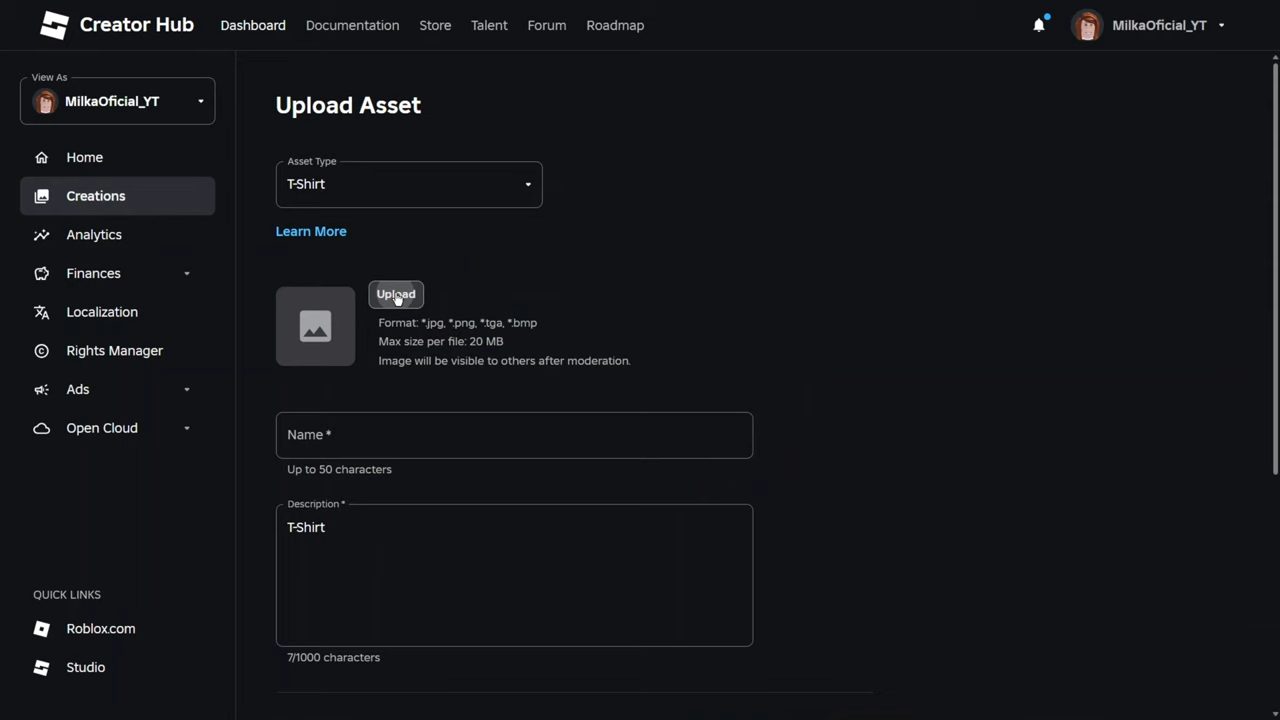 Creator Hub
Dashboard
Documentation
Store
Talent
Forum
Roadmap
MilkaOficial_YT
View As
MilkaOficial_YT
Home
Creations
Analytics
Finances
Localization
Rights Manager
Ads
Open Cloud
QUICK LINKS
Roblox.com
Studio
Upload Asset
Asset Type
T-Shirt
Learn More
Upload
Format: *.jpg, *.png, *.tga, *.bmp
Max size per file: 20 MB
Image will be visible to others after moderation.
Name *
Up to 50 characters
Description *
T-Shirt
7/1000 characters